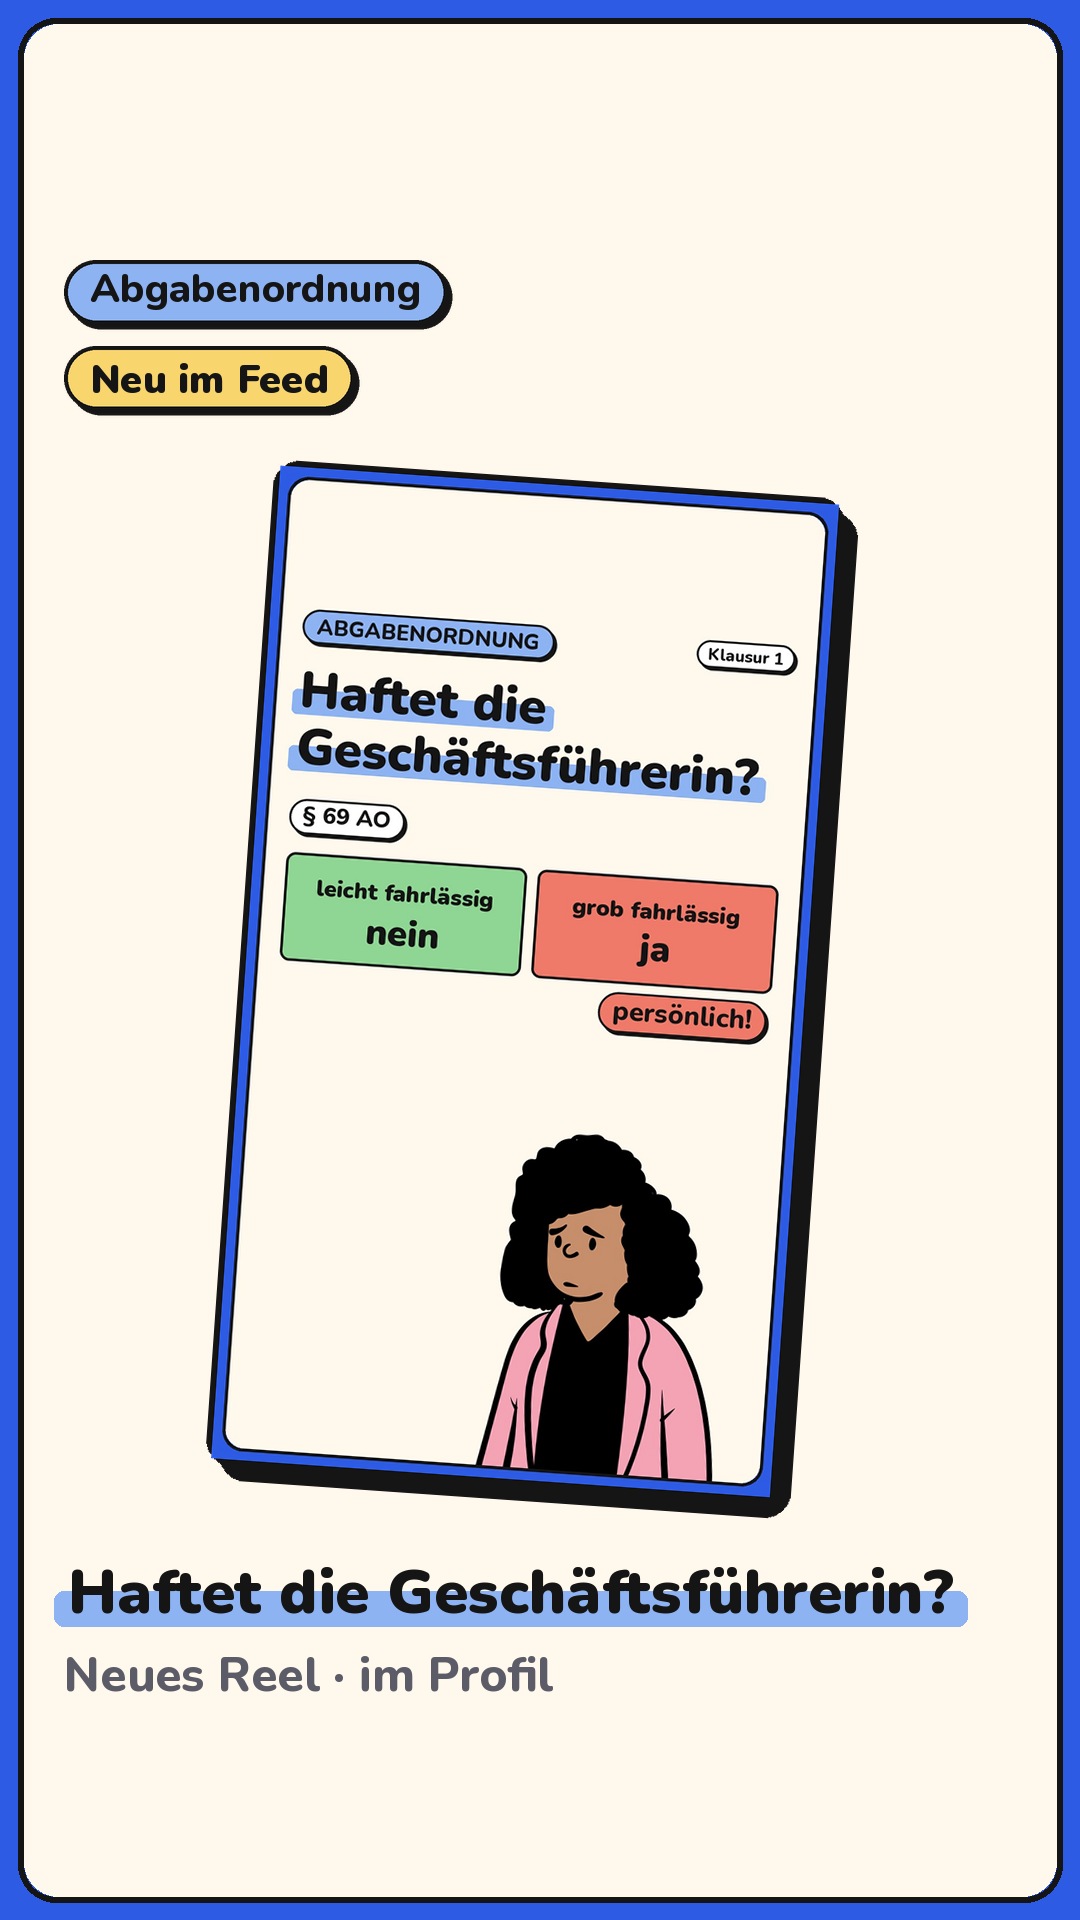 Abgabenordnung
Neu im Feed
ABGABENORDNUNG
Klausur 1
Haftet die
Geschäftsführerin?
§ 69 AO
leicht fahrlässig
nein
grob fahrlässig
ja
persönlich!
Haftet die Geschäftsführerin?
Neues Reel · im Profil